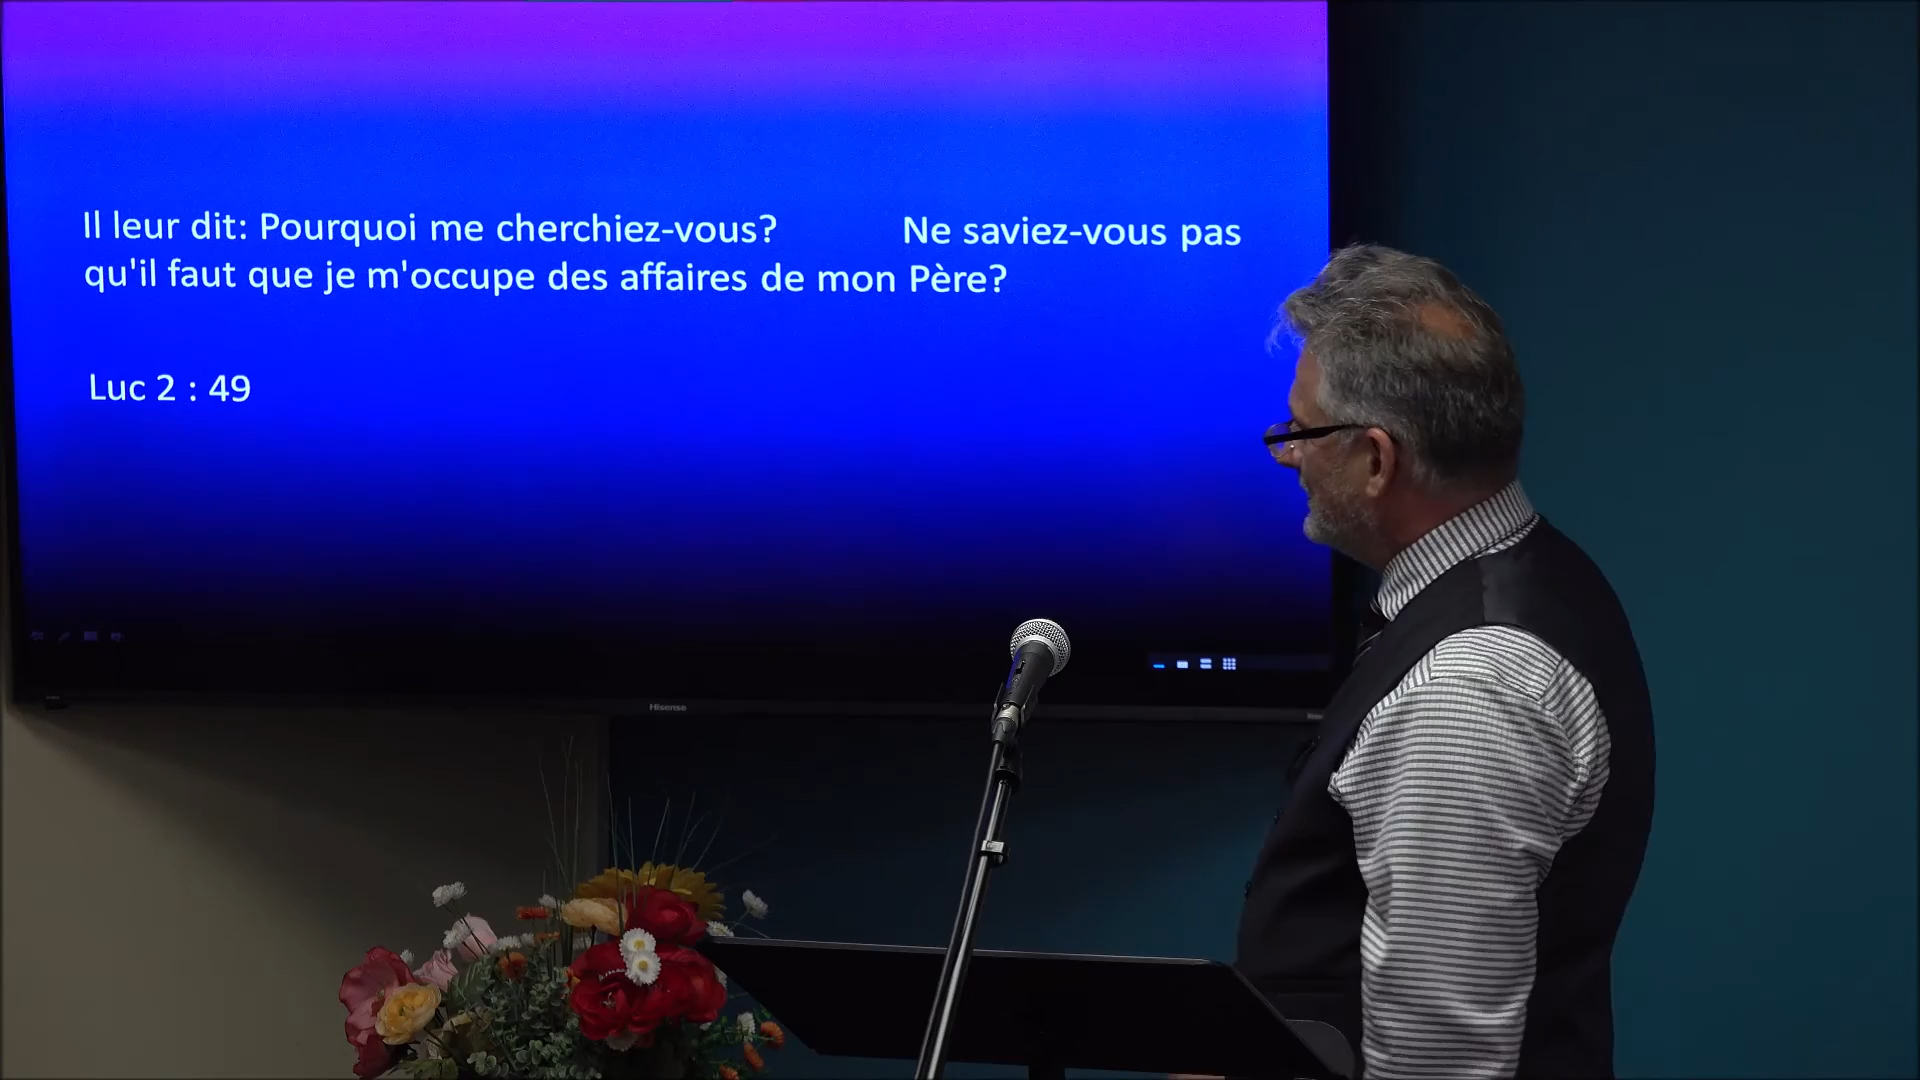 Il leur dit: Pourquoi me cherchiez-vous? Ne saviez-vous pas
qu'il faut que je m'occupe des affaires de mon Père?
Luc 2 : 49
Hisense